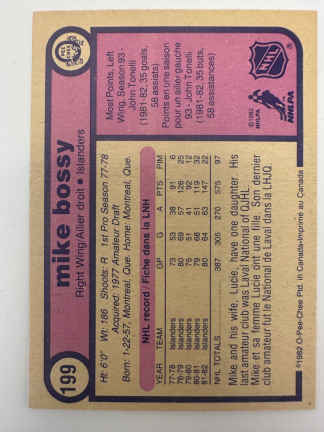 199
mike bossy
Right Wing/Ailier droit • Islanders
Ht: 6'0" Wt: 186 Shoots: R 1st Pro Season 77-78
Acquired: 1977 Amateur Draft
Born: 1-22-57, Montreal, Que. Home: Montreal, Que.
NHL record / Fiche dans la LNH
YEAR TEAM GP G A PTS PIM
77-78 Islanders 73 53 38 91 6
78-79 Islanders 80 69 57 126 25
79-80 Islanders 75 51 41 92 12
80-81 Islanders 79 68 51 119 32
81-82 Islanders 80 64 83 147 22
NHL TOTALS 387 305 270 575 97
Mike and his wife, Lucie, have one daughter. His
last amateur club was Laval National of QJHL.
Mike et sa femme Lucie ont une fille. Son dernier
club amateur fut le National de Laval dans la LHJQ.
©1982 O-Pee-Chee Ptd. in Canada-Imprimé au Canada
Most Points, Left
Wing, Season 93 -
John Tonelli
(1981-82, 35 goals,
58 assists)
Points en une saison
pour un ailier gauche
93 - John Tonelli
(1981-82, 35 buts,
58 assistances)
NHL
©1982
NHLPA
NHLPA